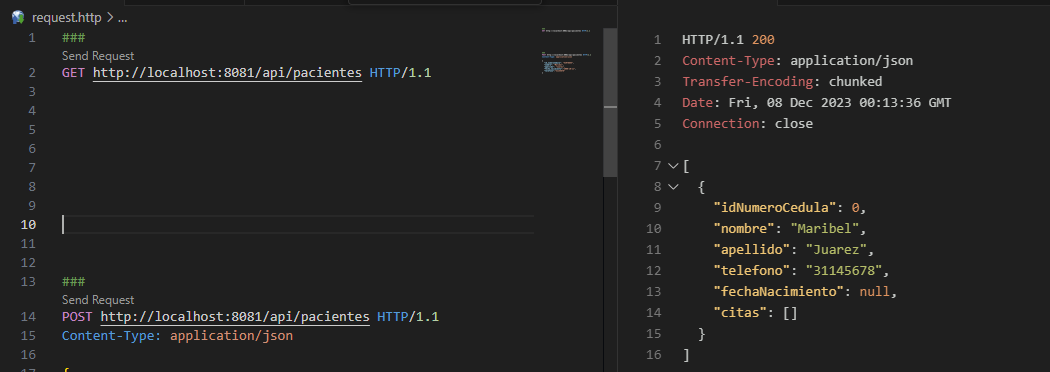 request.http > ...
1 ###
Send Request
2 GET http://localhost:8081/api/pacientes HTTP/1.1
3
4
5
6
7
8
9
10
11
12
13 ###
Send Request
14 POST http://localhost:8081/api/pacientes HTTP/1.1
15 Content-Type: application/json
16
17 {
1 HTTP/1.1 200
2 Content-Type: application/json
3 Transfer-Encoding: chunked
4 Date: Fri, 08 Dec 2023 00:13:36 GMT
5 Connection: close
6
7 [
8 {
9 "idNumeroCedula": 0,
10 "nombre": "Maribel",
11 "apellido": "Juarez",
12 "telefono": "31145678",
13 "fechaNacimiento": null,
14 "citas": []
15 }
16 ]